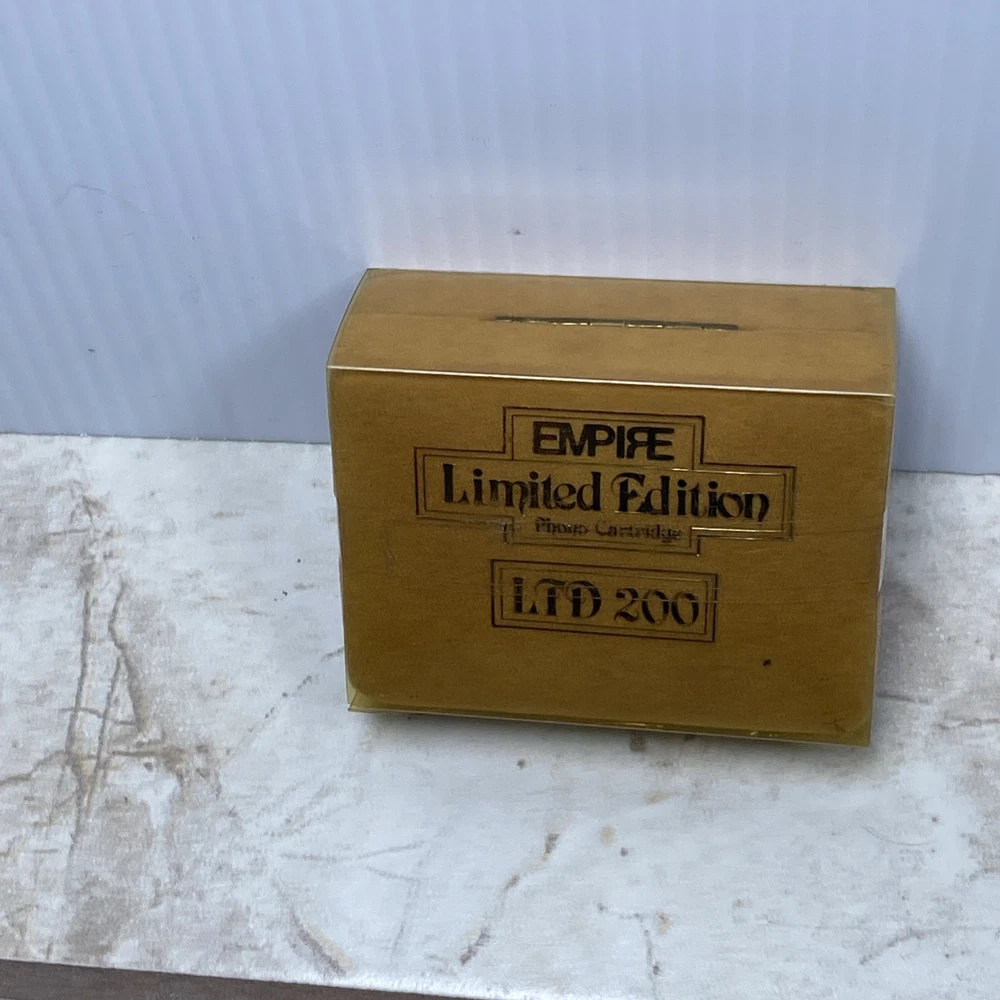 EMPIRE
Limited Edition
Phono Cartridge
LTD 200